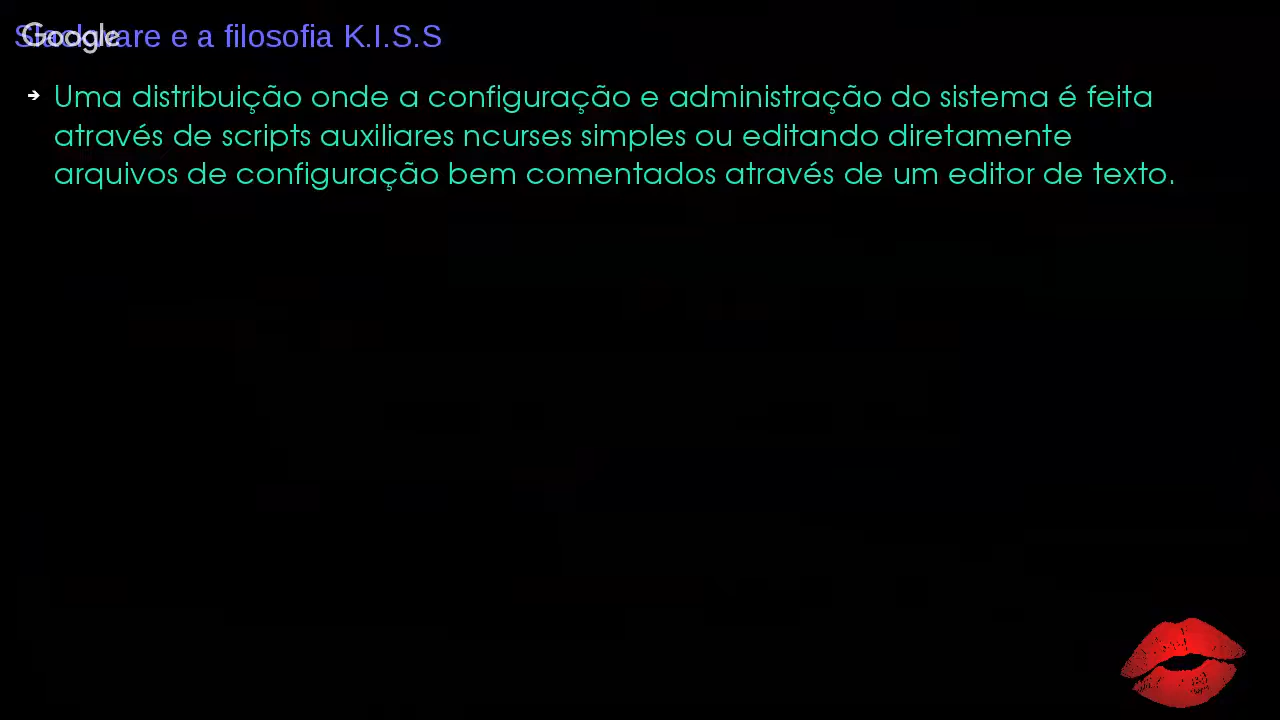 Slackware e a filosofia K.I.S.S
Google
Uma distribuição onde a configuração e administração do sistema é feita
através de scripts auxiliares ncurses simples ou editando diretamente
arquivos de configuração bem comentados através de um editor de texto.